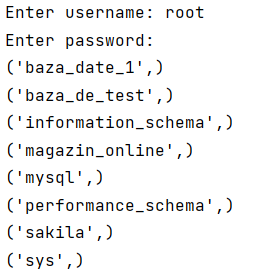 Enter username: root
Enter password:
('baza_date_1',)
('baza_de_test',)
('information_schema',)
('magazin_online',)
('mysql',)
('performance_schema',)
('sakila',)
('sys',)